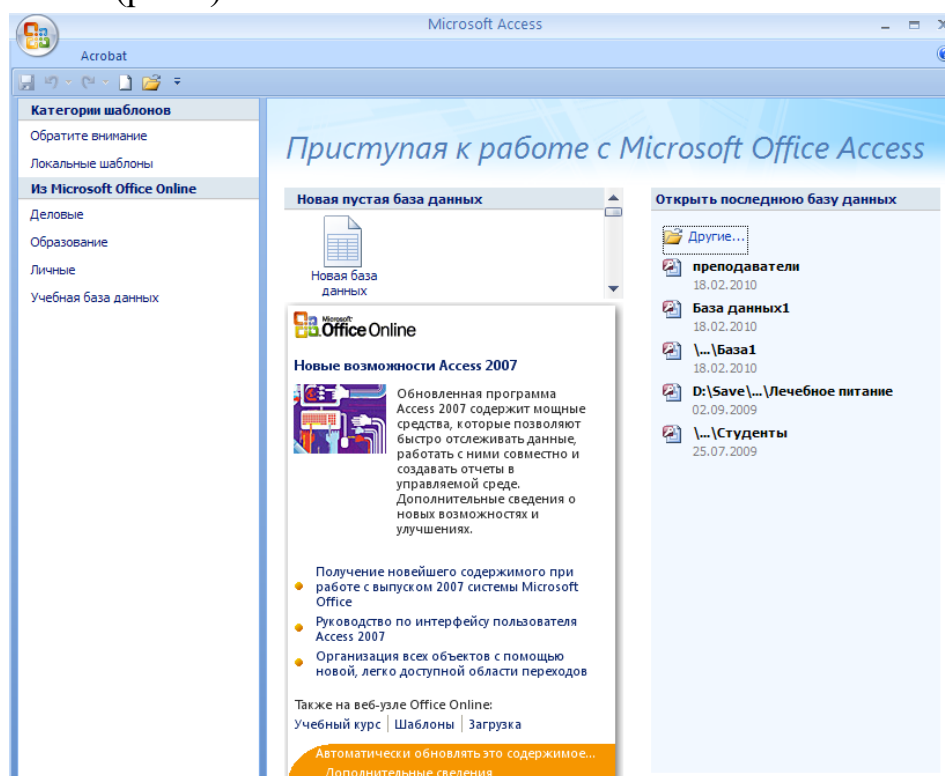 Microsoft Access
Acrobat
Категории шаблонов
Обратите внимание
Локальные шаблоны
Из Microsoft Office Online
Деловые
Образование
Личные
Учебная база данных
Приступая к работе с Microsoft Office Access
Новая пустая база данных
Новая база
данных
Microsoft
Office Online
Новые возможности Access 2007
Обновленная программа
Access 2007 содержит мощные
средства, которые позволяют
быстро отслеживать данные,
работать с ними совместно и
создавать отчеты в
управляемой среде.
Дополнительные сведения о
новых возможностях и
улучшениях.
Получение новейшего содержимого при
работе с выпуском 2007 системы Microsoft
Office
Руководство по интерфейсу пользователя
Access 2007
Организация всех объектов с помощью
новой, легко доступной области переходов
Также на веб-узле Office Online:
Учебный курс | Шаблоны | Загрузка
Автоматически обновлять это содержимое...
Дополнительные сведения
Открыть последнюю базу данных
Другие...
преподаватели
18.02.2010
База данных1
18.02.2010
\...\База1
18.02.2010
D:\Save\...\Лечебное питание
02.09.2009
\...\Студенты
25.07.2009